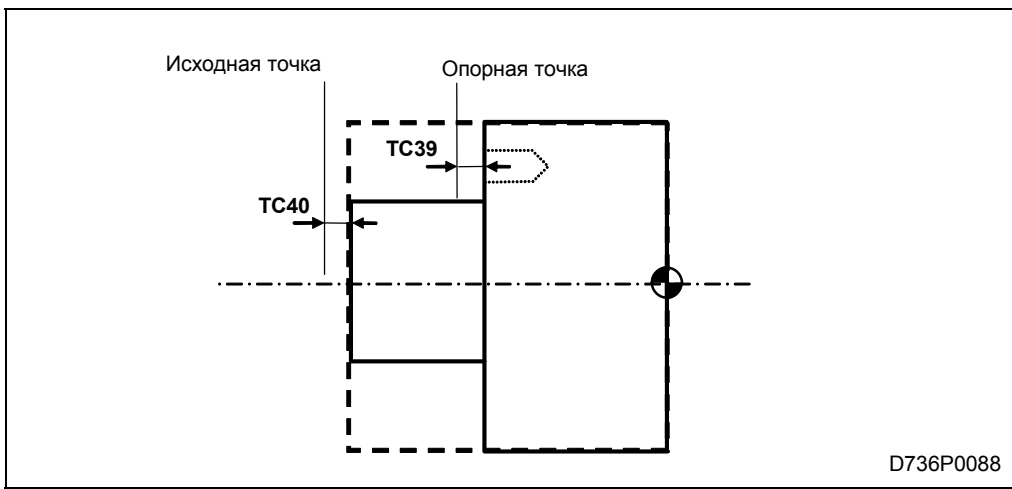 Исходная точка
Опорная точка
TC39
TC40
D736P0088